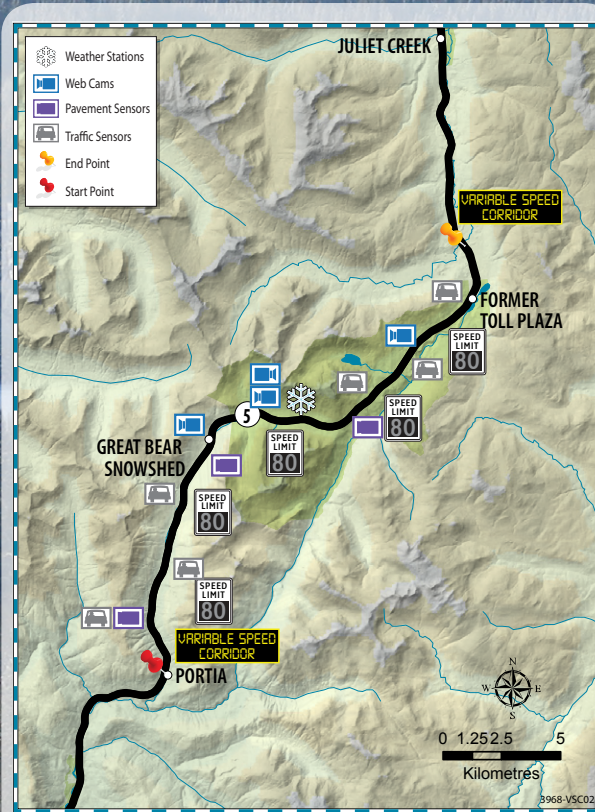 Weather Stations
Web Cams
Pavement Sensors
Traffic Sensors
End Point
Start Point
JULIET CREEK
VARIABLE SPEED
CORRIDOR
FORMER
TOLL PLAZA
SPEED
LIMIT
80
SPEED
LIMIT
80
5
SPEED
LIMIT
80
GREAT BEAR
SNOWSHED
SPEED
LIMIT
80
SPEED
LIMIT
80
VARIABLE SPEED
CORRIDOR
PORTIA
N
W E
S
0 1.25 2.5 5
Kilometres
3968-VSC02